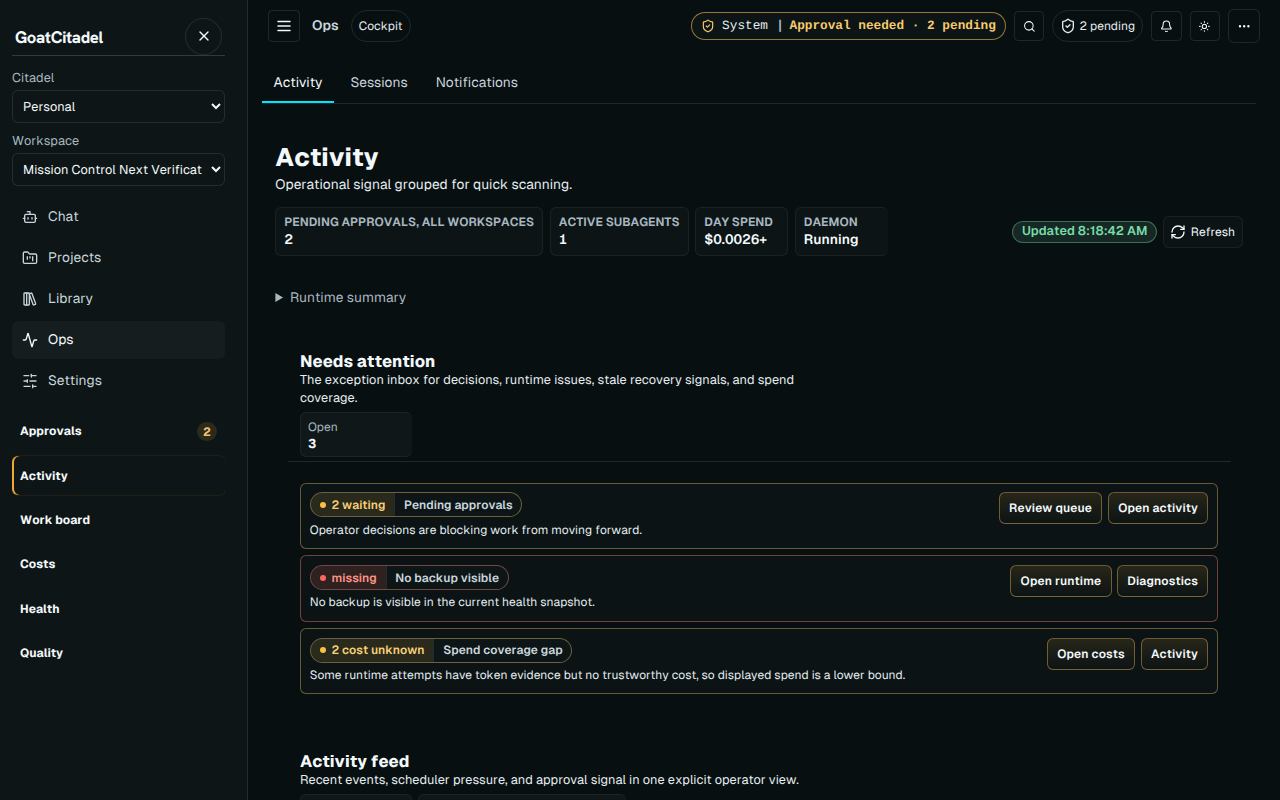 GoatCitadel
Citadel
Personal
Workspace
Mission Control Next Verificat
Chat
Projects
Library
Ops
Settings
Approvals 2
Activity
Work board
Costs
Health
Quality
Ops Cockpit System | Approval needed · 2 pending 2 pending
Activity Sessions Notifications
Activity
Operational signal grouped for quick scanning.
PENDING APPROVALS, ALL WORKSPACES
2
ACTIVE SUBAGENTS
1
DAY SPEND
$0.0026+
DAEMON
Running
Updated 8:18:42 AM Refresh
Runtime summary
Needs attention
The exception inbox for decisions, runtime issues, stale recovery signals, and spend
coverage.
Open
3
2 waiting Pending approvals
Operator decisions are blocking work from moving forward.
Review queue Open activity
missing No backup visible
No backup is visible in the current health snapshot.
Open runtime Diagnostics
2 cost unknown Spend coverage gap
Some runtime attempts have token evidence but no trustworthy cost, so displayed spend is a lower bound.
Open costs Activity
Activity feed
Recent events, scheduler pressure, and approval signal in one explicit operator view.